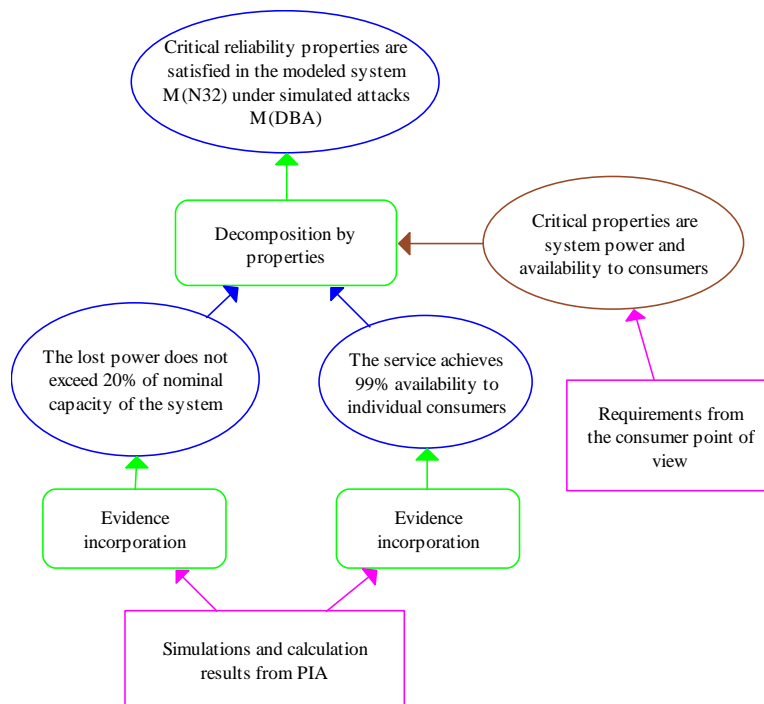 Critical reliability properties are
satisfied in the modeled system
M(N32) under simulated attacks
M(DBA)
Decomposition by
properties
Critical properties are
system power and
availability to consumers
The lost power does not
exceed 20% of nominal
capacity of the system
The service achieves
99% availability to
individual consumers
Requirements from
the consumer point of
view
Evidence
incorporation
Evidence
incorporation
Simulations and calculation
results from PIA